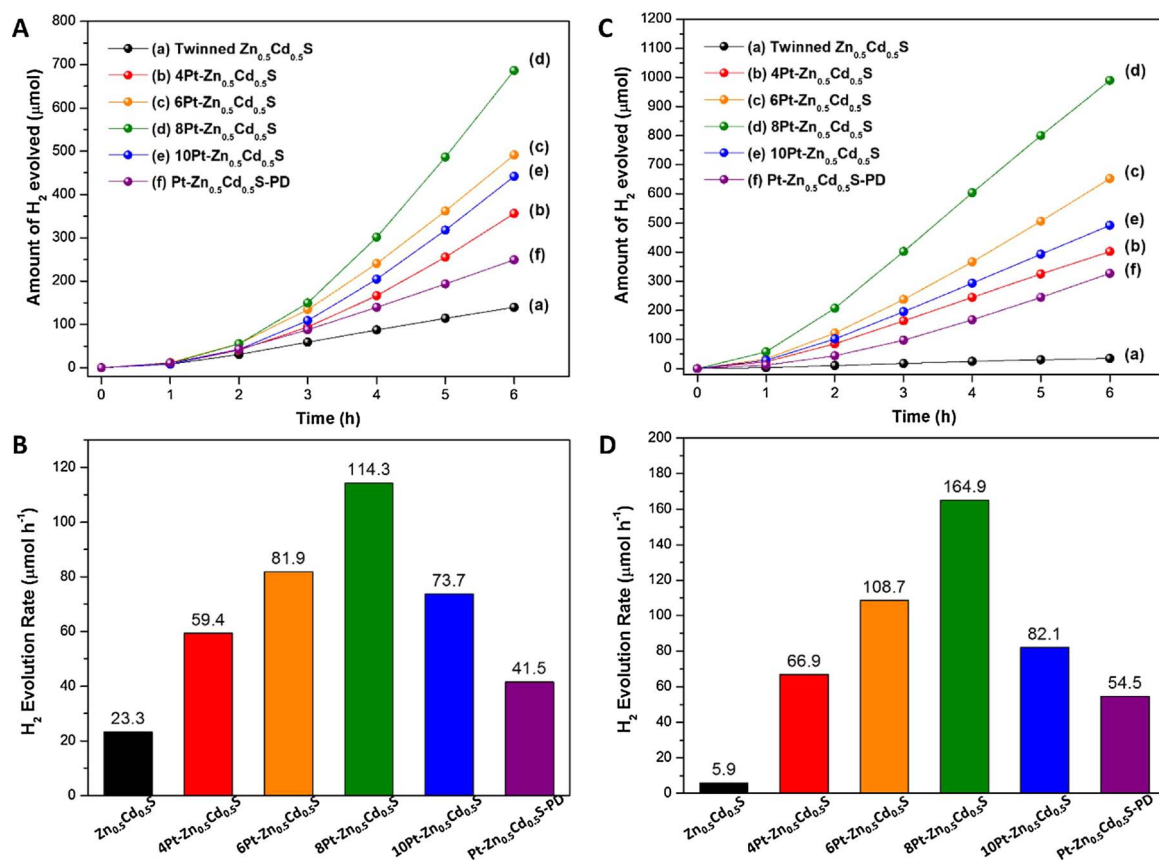 A
Amount of H₂ evolved (μmol)
800
700
600
500
400
300
200
100
0
(a) Twinned Zn₀.₅Cd₀.₅S
(b) 4Pt-Zn₀.₅Cd₀.₅S
(c) 6Pt-Zn₀.₅Cd₀.₅S
(d) 8Pt-Zn₀.₅Cd₀.₅S
(e) 10Pt-Zn₀.₅Cd₀.₅S
(f) Pt-Zn₀.₅Cd₀.₅S-PD
(d)
(c)
(e)
(b)
(f)
(a)
0 1 2 3 4 5 6
Time (h)
C
Amount of H₂ evolved (μmol)
1200
1100
1000
900
800
700
600
500
400
300
200
100
0
(a) Twinned Zn₀.₅Cd₀.₅S
(b) 4Pt-Zn₀.₅Cd₀.₅S
(c) 6Pt-Zn₀.₅Cd₀.₅S
(d) 8Pt-Zn₀.₅Cd₀.₅S
(e) 10Pt-Zn₀.₅Cd₀.₅S
(f) Pt-Zn₀.₅Cd₀.₅S-PD
(d)
(c)
(e)
(b)
(f)
(a)
0 1 2 3 4 5 6
Time (h)
B
H₂ Evolution Rate (μmol h⁻¹)
120
100
80
60
40
20
0
23.3
59.4
81.9
114.3
73.7
41.5
Zn₀.₅Cd₀.₅S
4Pt-Zn₀.₅Cd₀.₅S
6Pt-Zn₀.₅Cd₀.₅S
8Pt-Zn₀.₅Cd₀.₅S
10Pt-Zn₀.₅Cd₀.₅S
Pt-Zn₀.₅Cd₀.₅S-PD
D
H₂ Evolution Rate (μmol h⁻¹)
200
180
160
140
120
100
80
60
40
20
0
5.9
66.9
108.7
164.9
82.1
54.5
Zn₀.₅Cd₀.₅S
4Pt-Zn₀.₅Cd₀.₅S
6Pt-Zn₀.₅Cd₀.₅S
8Pt-Zn₀.₅Cd₀.₅S
10Pt-Zn₀.₅Cd₀.₅S
Pt-Zn₀.₅Cd₀.₅S-PD